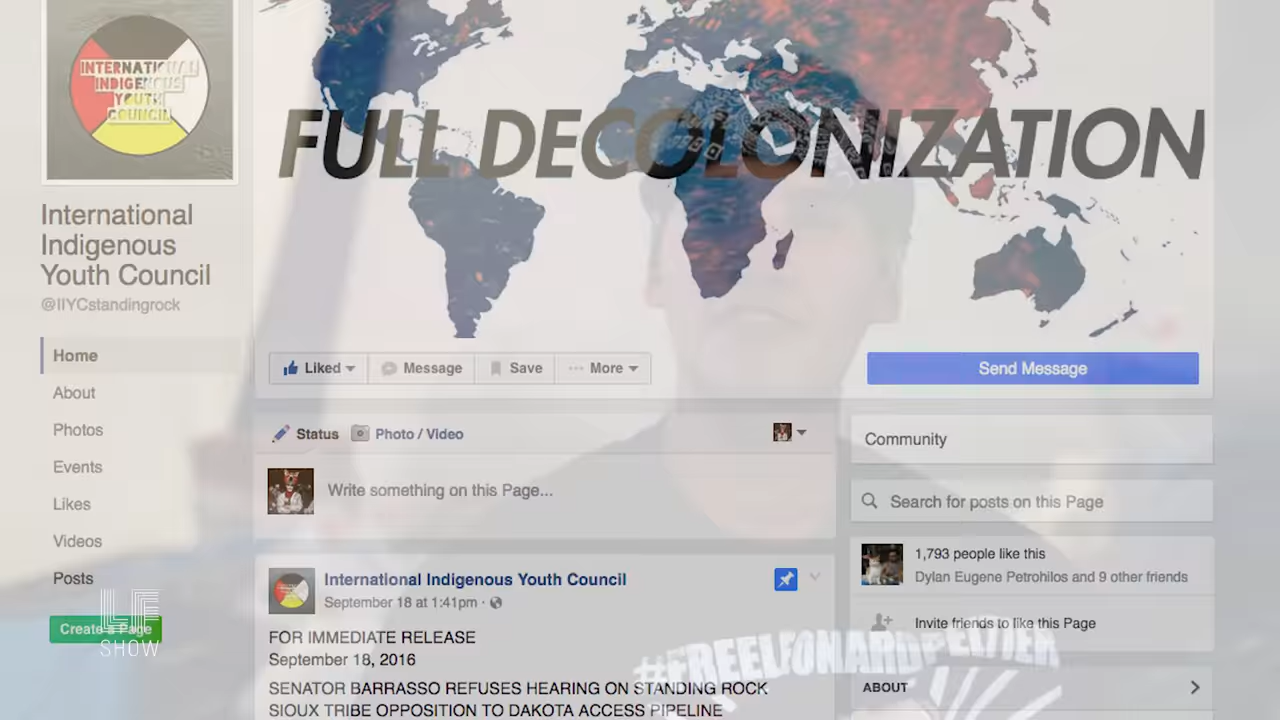 INTERNATIONAL
INDIGENOUS
YOUTH
COUNCIL
FULL DECOLONIZATION
International
Indigenous
Youth Council
@IIYCstandingrock
Home
About
Photos
Events
Likes
Videos
Posts
Create a Page
LF
SHOW
Liked
Message
Save
More
Send Message
Status
Photo / Video
Write something on this Page...
International Indigenous Youth Council
September 18 at 1:41pm
FOR IMMEDIATE RELEASE
September 18, 2016
SENATOR BARRASSO REFUSES HEARING ON STANDING ROCK
SIOUX TRIBE OPPOSITION TO DAKOTA ACCESS PIPELINE
Community
Search for posts on this Page
1,793 people like this
Dylan Eugene Petrohilos and 9 other friends
Invite friends to like this Page
#FREELEONARDPELTIER
ABOUT